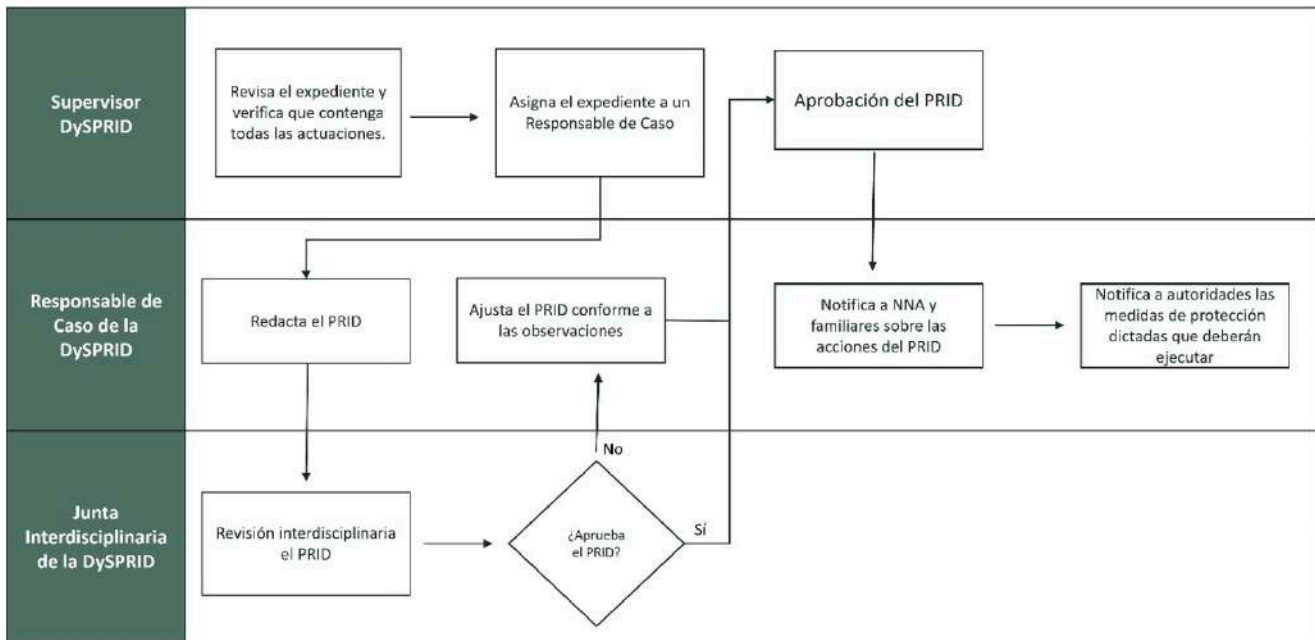 Supervisor
DySPRID
Revisa el expediente y
verifica que contenga
todas las actuaciones.
Asigna el expediente a un
Responsable de Caso
Aprobación del PRID
Responsable de
Caso de la
DySPRID
Redacta el PRID
Ajusta el PRID conforme a
las observaciones
Notifica a NNA y
familiares sobre las
acciones del PRID
Notifica a autoridades las
medidas de protección
dictadas que deberán
ejecutar
Junta
Interdisciplinaria
de la DySPRID
Revisión interdisciplinaria
el PRID
¿Aprueba
el PRID?
No
Sí